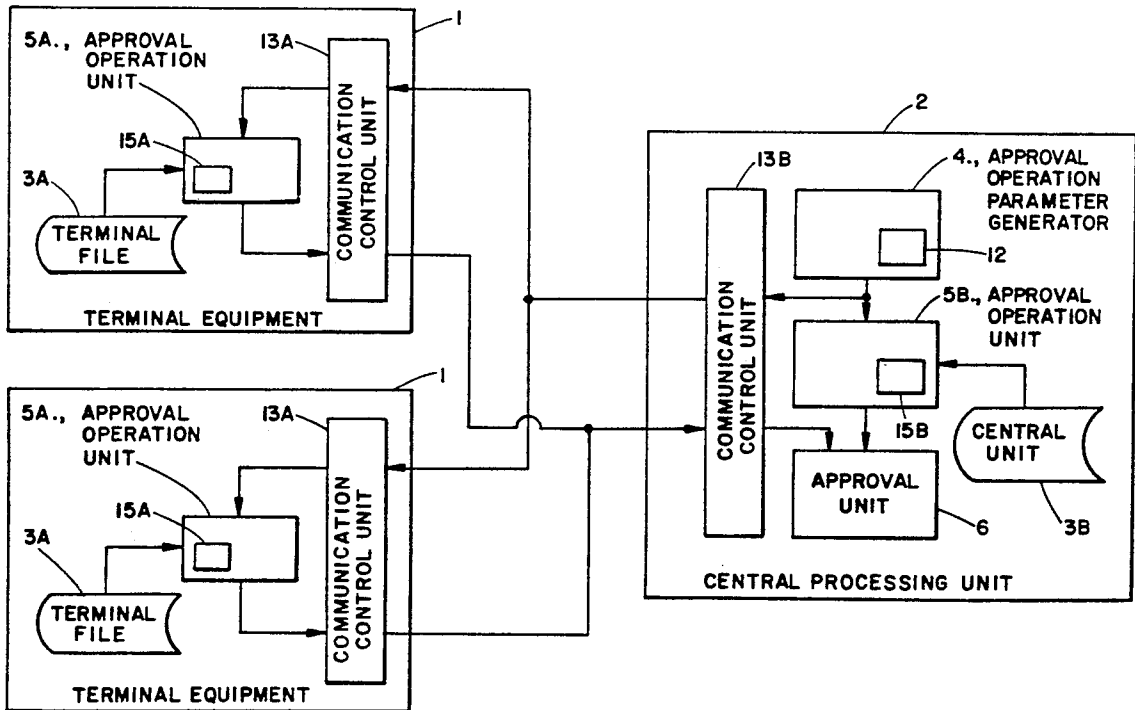 1
5A., APPROVAL
OPERATION
UNIT
13A
15A
3A
TERMINAL
FILE
COMMUNICATION
CONTROL UNIT
TERMINAL EQUIPMENT
1
5A., APPROVAL
OPERATION
UNIT
13A
15A
3A
TERMINAL
FILE
COMMUNICATION
CONTROL UNIT
TERMINAL EQUIPMENT
2
13B
COMMUNICATION
CONTROL UNIT
4., APPROVAL
OPERATION
PARAMETER
GENERATOR
12
5B., APPROVAL
OPERATION
UNIT
15B
CENTRAL
UNIT
3B
APPROVAL
UNIT
6
CENTRAL PROCESSING UNIT